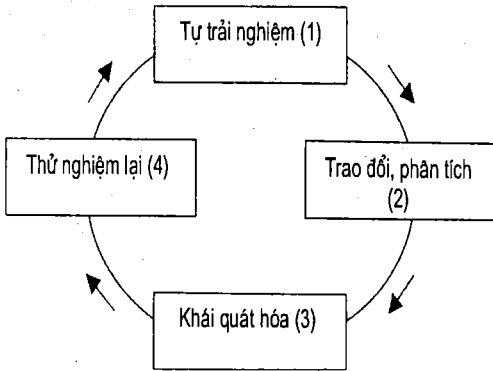 Tự trải nghiệm (1)
Trao đổi, phân tích
(2)
Khái quát hóa (3)
Thử nghiệm lại (4)